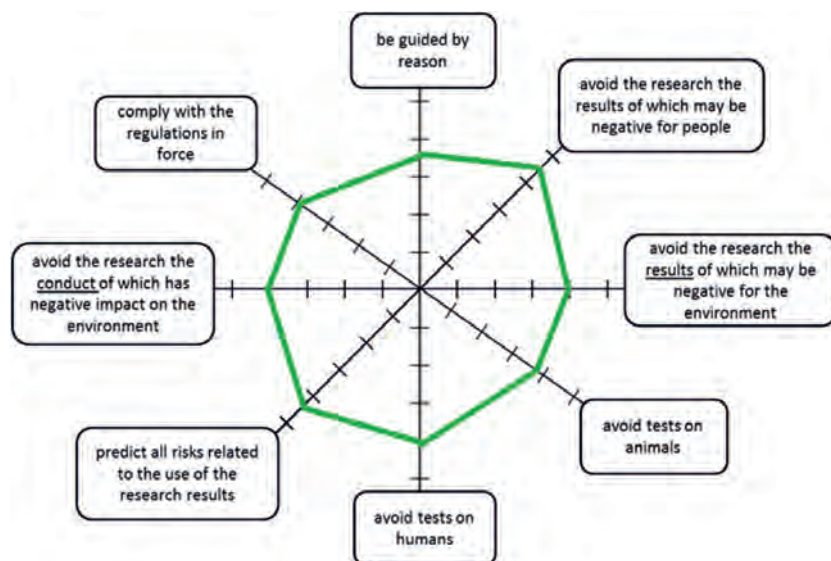 be guided by
reason
avoid the research the
results of which may be
negative for people
comply with the
regulations in
force
avoid the research the
conduct of which has
negative impact on the
environment
avoid the research the
results of which may be
negative for the
environment
predict all risks related
to the use of the
research results
avoid tests on
animals
avoid tests on
humans